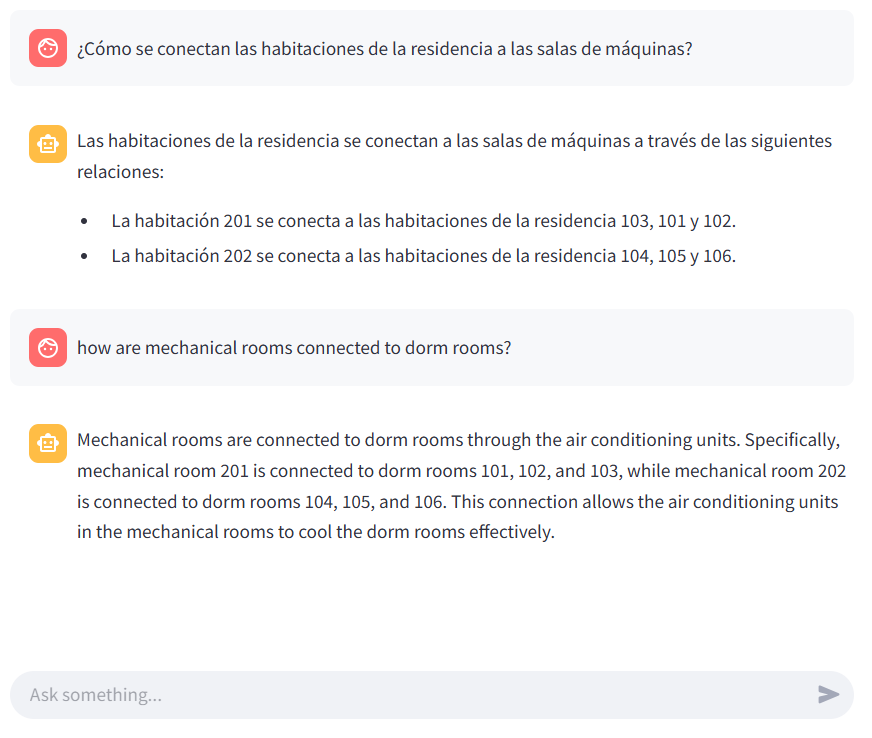 ¿Cómo se conectan las habitaciones de la residencia a las salas de máquinas?
Las habitaciones de la residencia se conectan a las salas de máquinas a través de las siguientes
relaciones:
• La habitación 201 se conecta a las habitaciones de la residencia 103, 101 y 102.
• La habitación 202 se conecta a las habitaciones de la residencia 104, 105 y 106.
how are mechanical rooms connected to dorm rooms?
Mechanical rooms are connected to dorm rooms through the air conditioning units. Specifically,
mechanical room 201 is connected to dorm rooms 101, 102, and 103, while mechanical room 202
is connected to dorm rooms 104, 105, and 106. This connection allows the air conditioning units
in the mechanical rooms to cool the dorm rooms effectively.
Ask something...